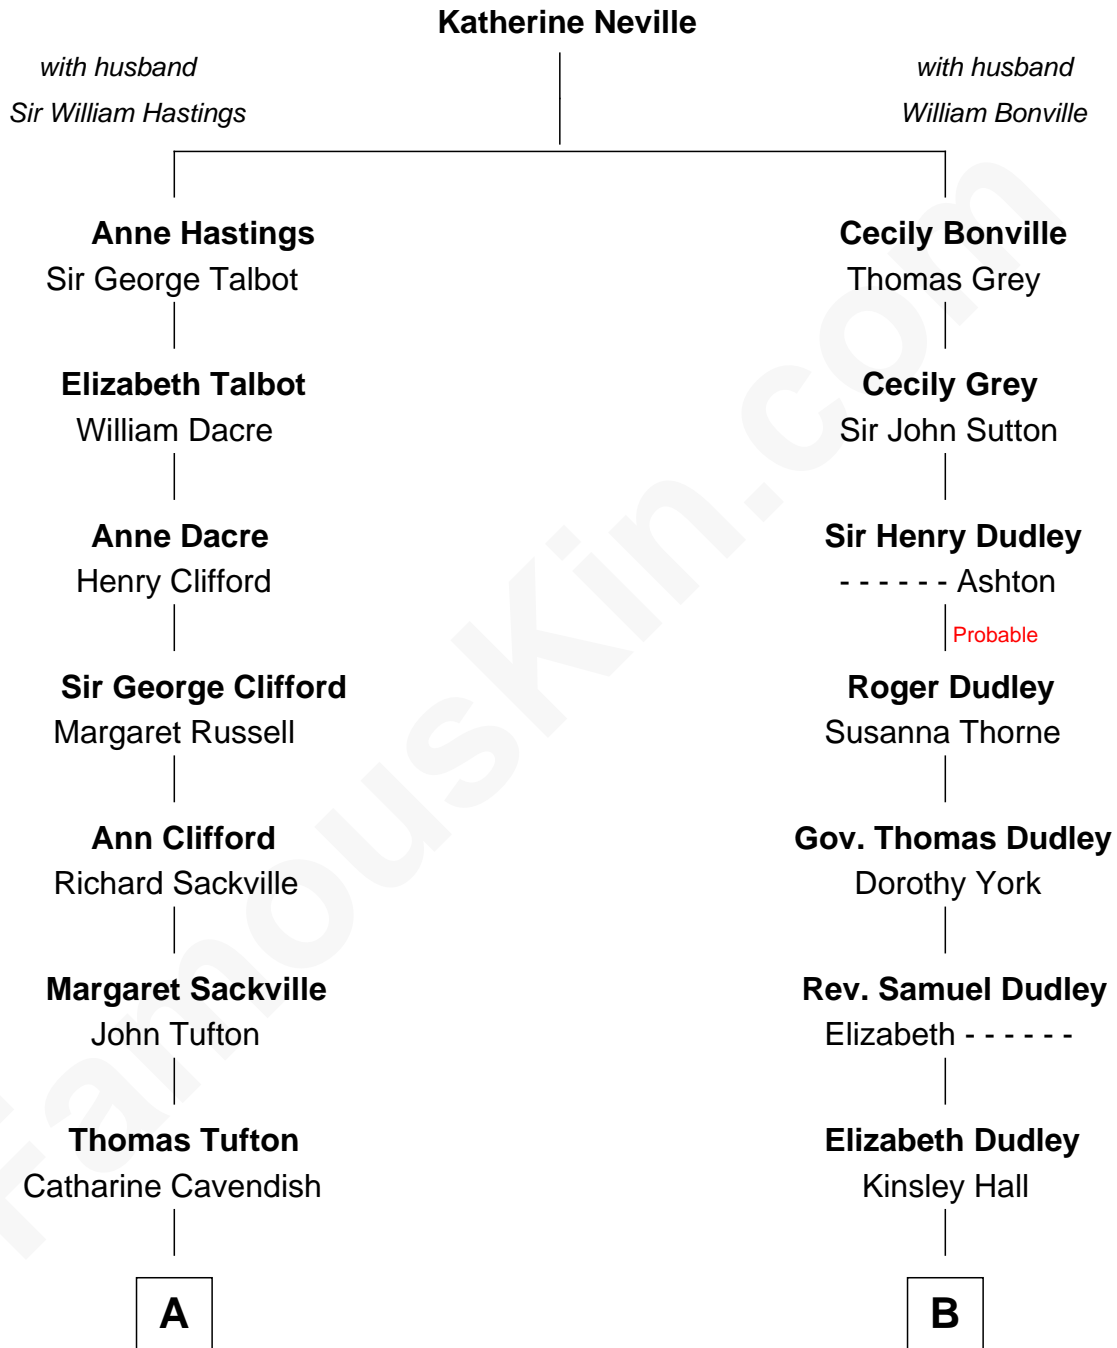 Katherine Neville
with husband
Sir William Hastings
with husband
William Bonville
Anne Hastings
Sir George Talbot
Cecily Bonville
Thomas Grey
Elizabeth Talbot
William Dacre
Cecily Grey
Sir John Sutton
Anne Dacre
Henry Clifford
Sir Henry Dudley
- - - - - - Ashton
Probable
Sir George Clifford
Margaret Russell
Roger Dudley
Susanna Thorne
Ann Clifford
Richard Sackville
Gov. Thomas Dudley
Dorothy York
Margaret Sackville
John Tufton
Rev. Samuel Dudley
Elizabeth - - - - - -
Thomas Tufton
Catharine Cavendish
Elizabeth Dudley
Kinsley Hall
A
B
FamousKin.com